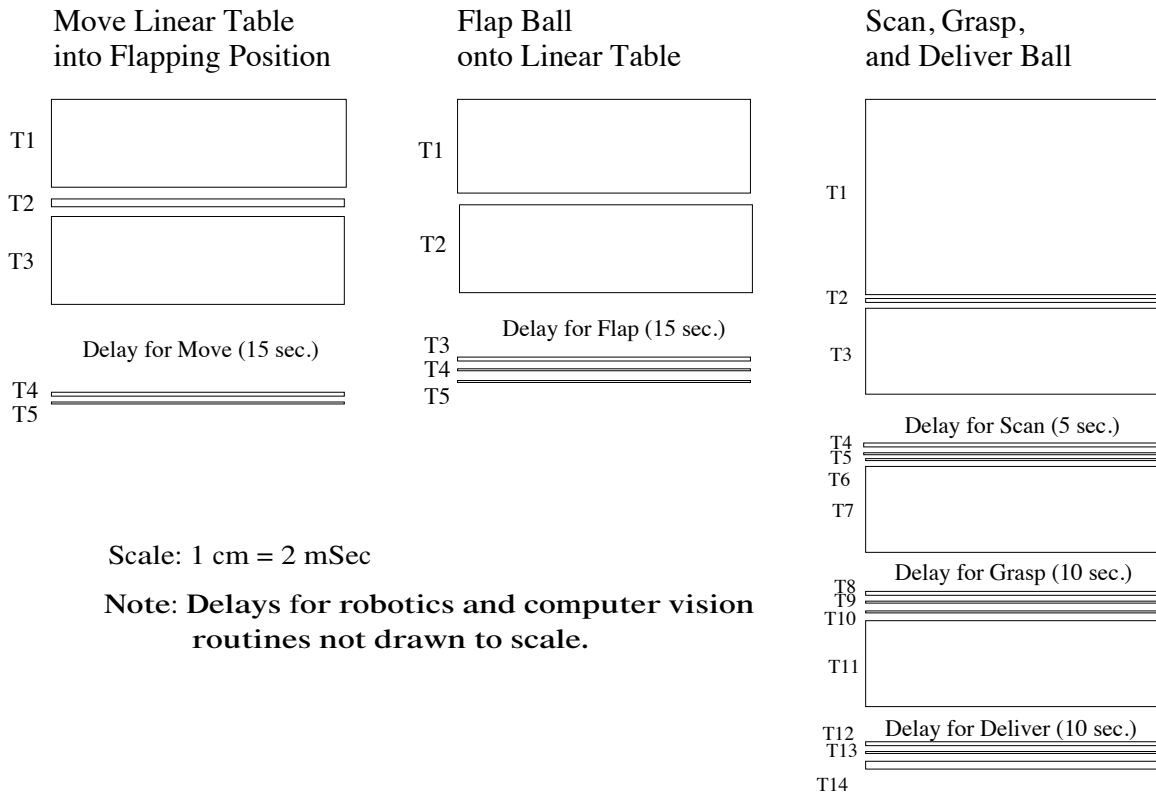 Move Linear Table
into Flapping Position
T1
T2
T3
Delay for Move (15 sec.)
T4
T5
Flap Ball
onto Linear Table
T1
T2
Delay for Flap (15 sec.)
T3
T4
T5
Scan, Grasp,
and Deliver Ball
T1
T2
T3
Delay for Scan (5 sec.)
T4
T5
T6
T7
Delay for Grasp (10 sec.)
T8
T9
T10
T11
Delay for Deliver (10 sec.)
T12
T13
T14
Scale: 1 cm = 2 mSec
Note: Delays for robotics and computer vision
routines not drawn to scale.